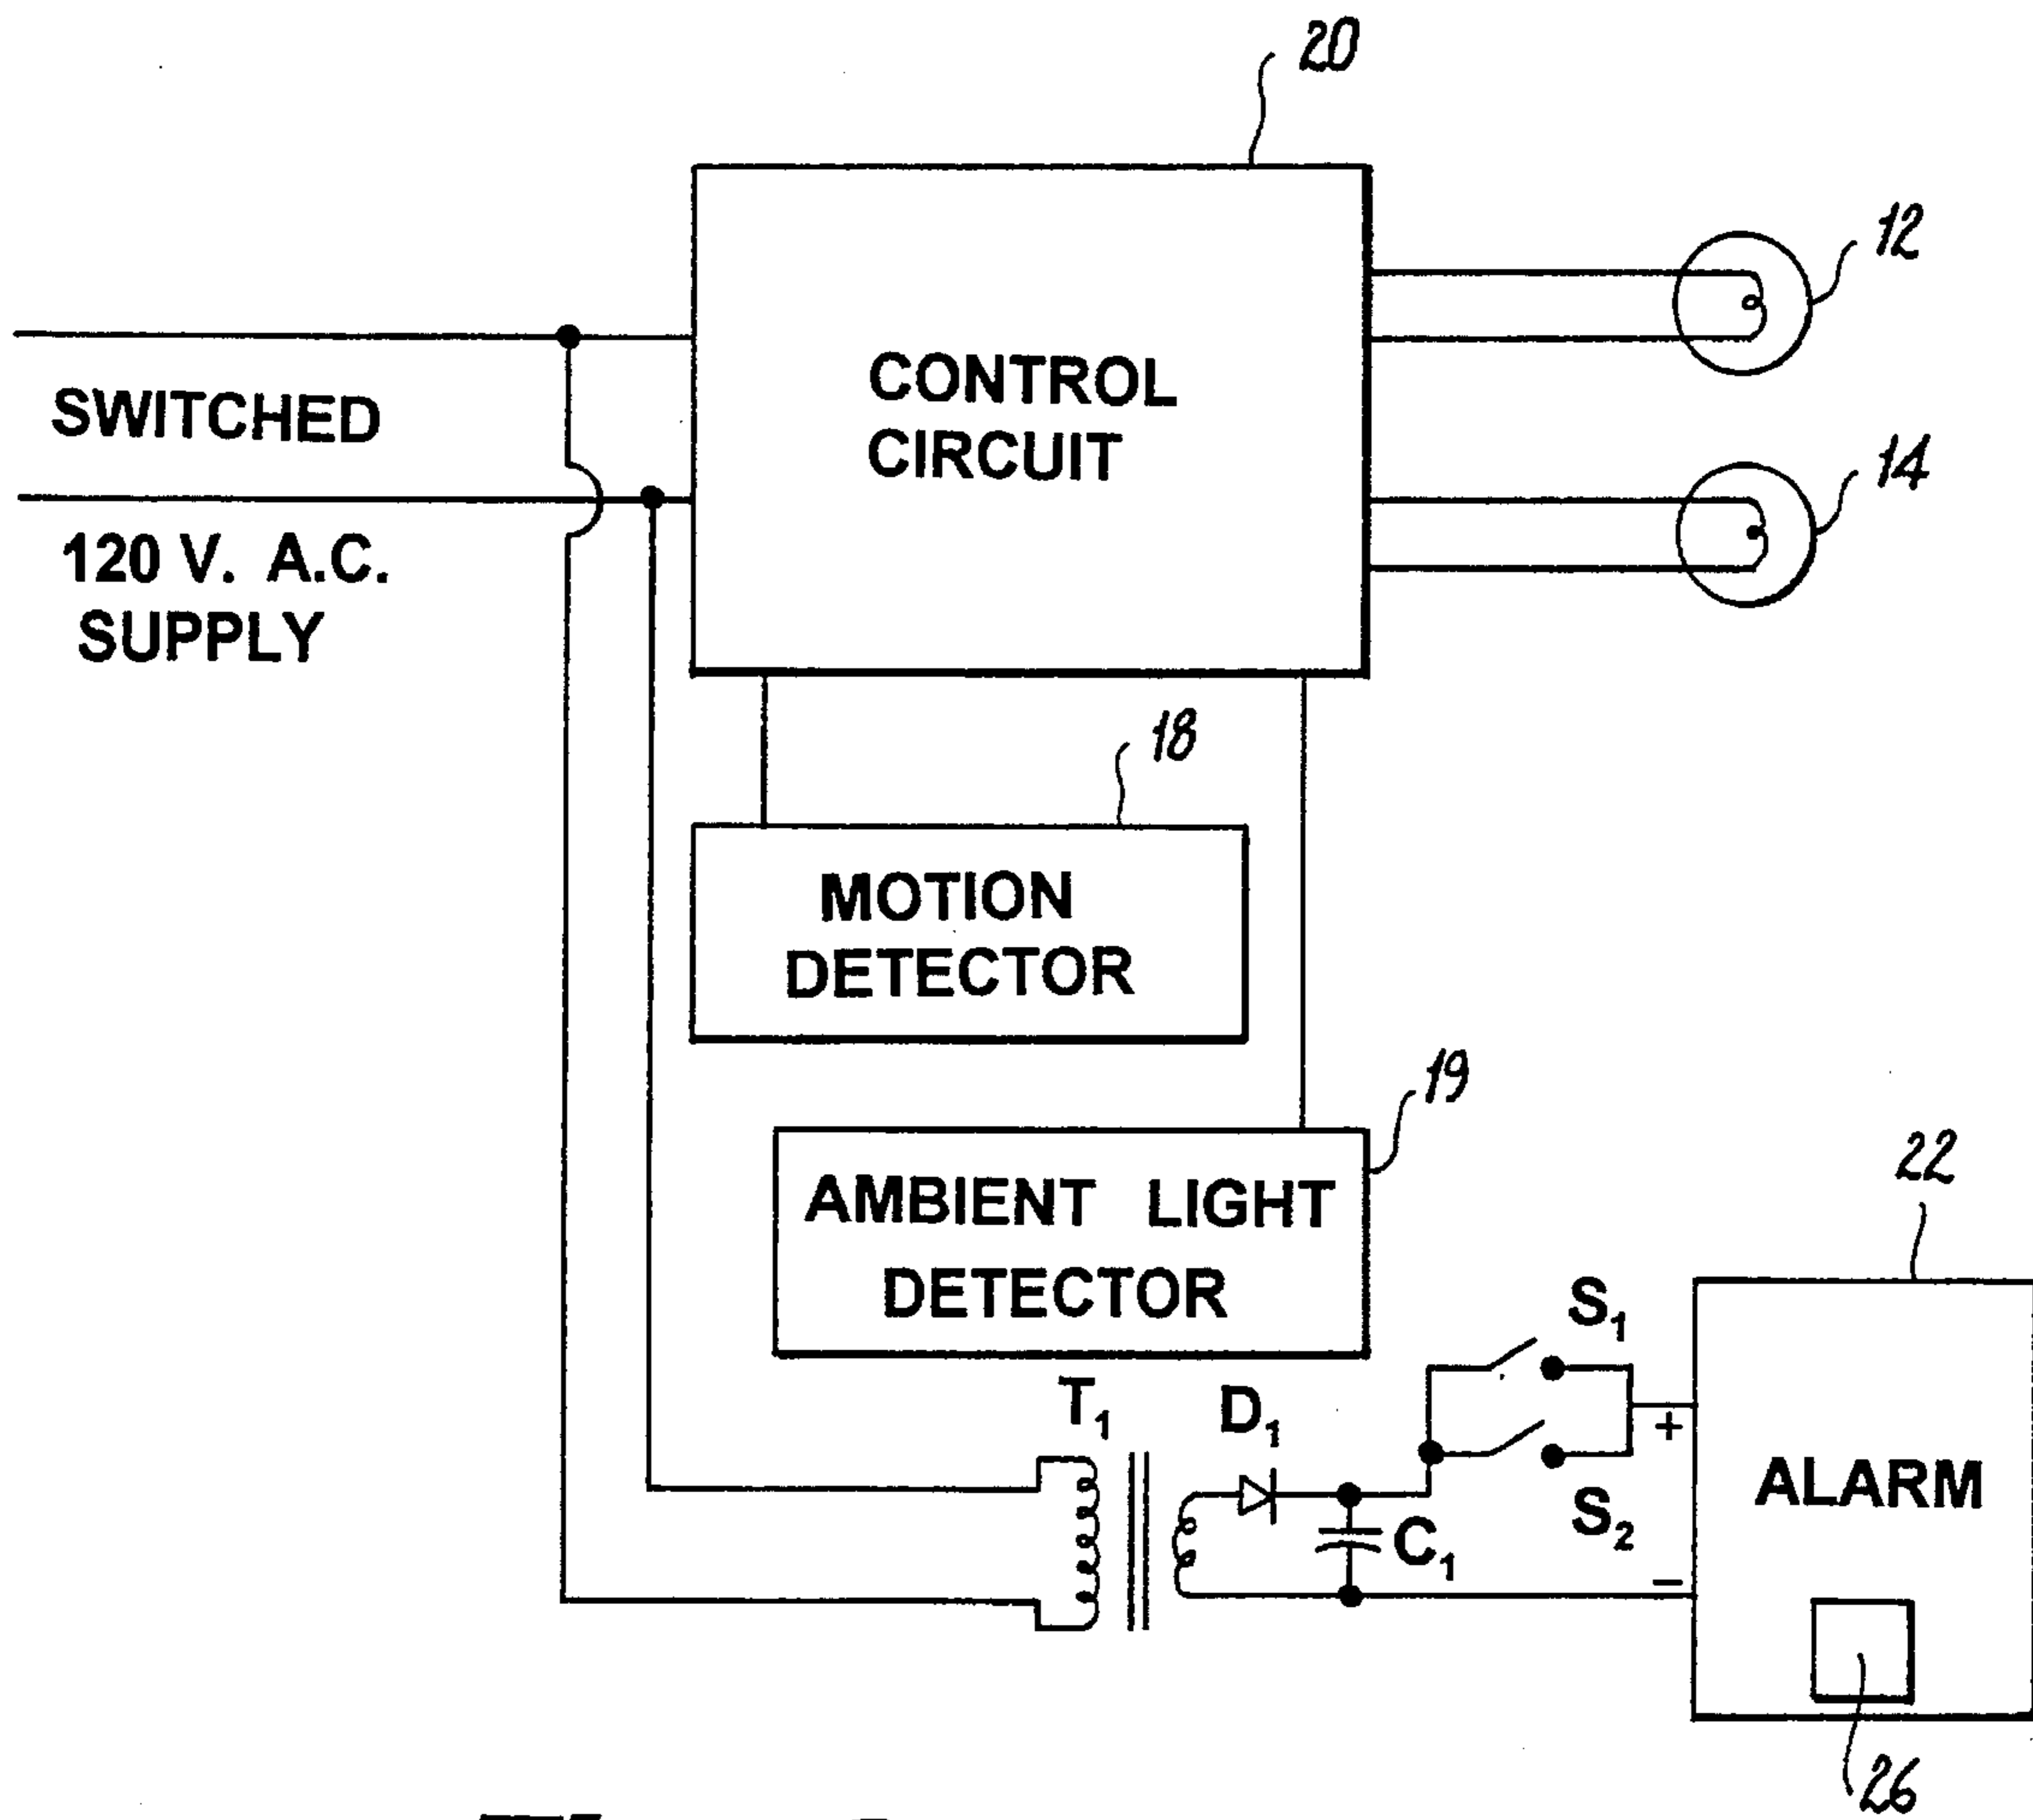 20
12
SWITCHED
CONTROL
CIRCUIT
14
120 V. A.C.
SUPPLY
18
MOTION
DETECTOR
19
AMBIENT LIGHT
DETECTOR
22
S₁
T₁
D₁
+
ALARM
S₂
C₁
−
26